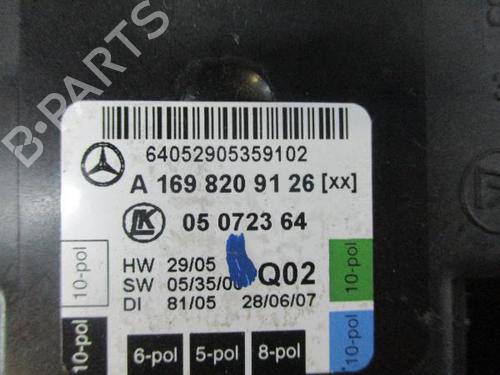 B-PARTS
64052905359102
A 169 820 91 26 [xx]
05 0723 64
HW 29/05
Q02
SW 05/35/00
DI 81/05 28/06/07
10-pol
10-pol
10-pol
10-pol
6-pol
5-pol
8-pol